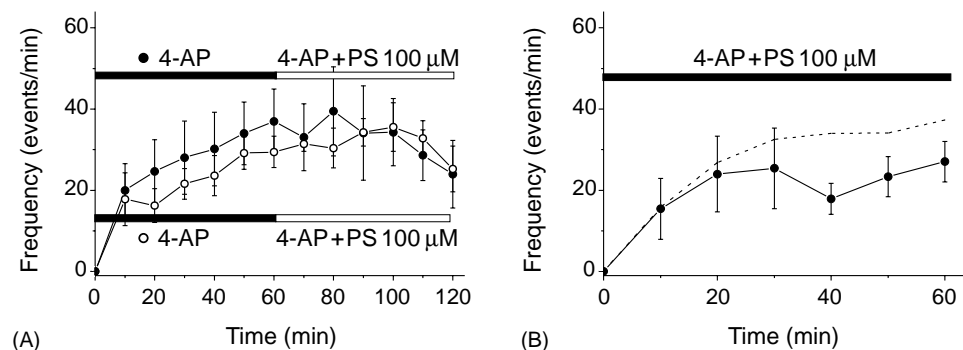 60
40
20
0
Frequency (events/min)
● 4-AP 4-AP+PS 100 µM
○ 4-AP 4-AP+PS 100 µM
0 20 40 60 80 100 120
Time (min)
(A)
60
40
20
0
Frequency (events/min)
4-AP+PS 100 µM
0 20 40 60
Time (min)
(B)